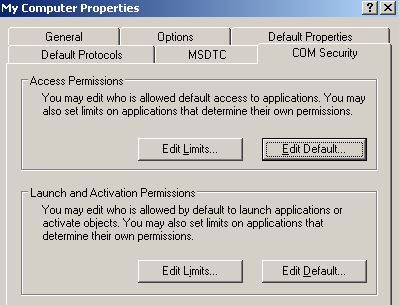 My Computer Properties
General Options Default Properties
Default Protocols MSDTC COM Security
Access Permissions
You may edit who is allowed default access to applications. You may
also set limits on applications that determine their own permissions.
Edit Limits... Edit Default...
Launch and Activation Permissions
You may edit who is allowed by default to launch applications or
activate objects. You may also set limits on applications that
determine their own permissions.
Edit Limits... Edit Default...